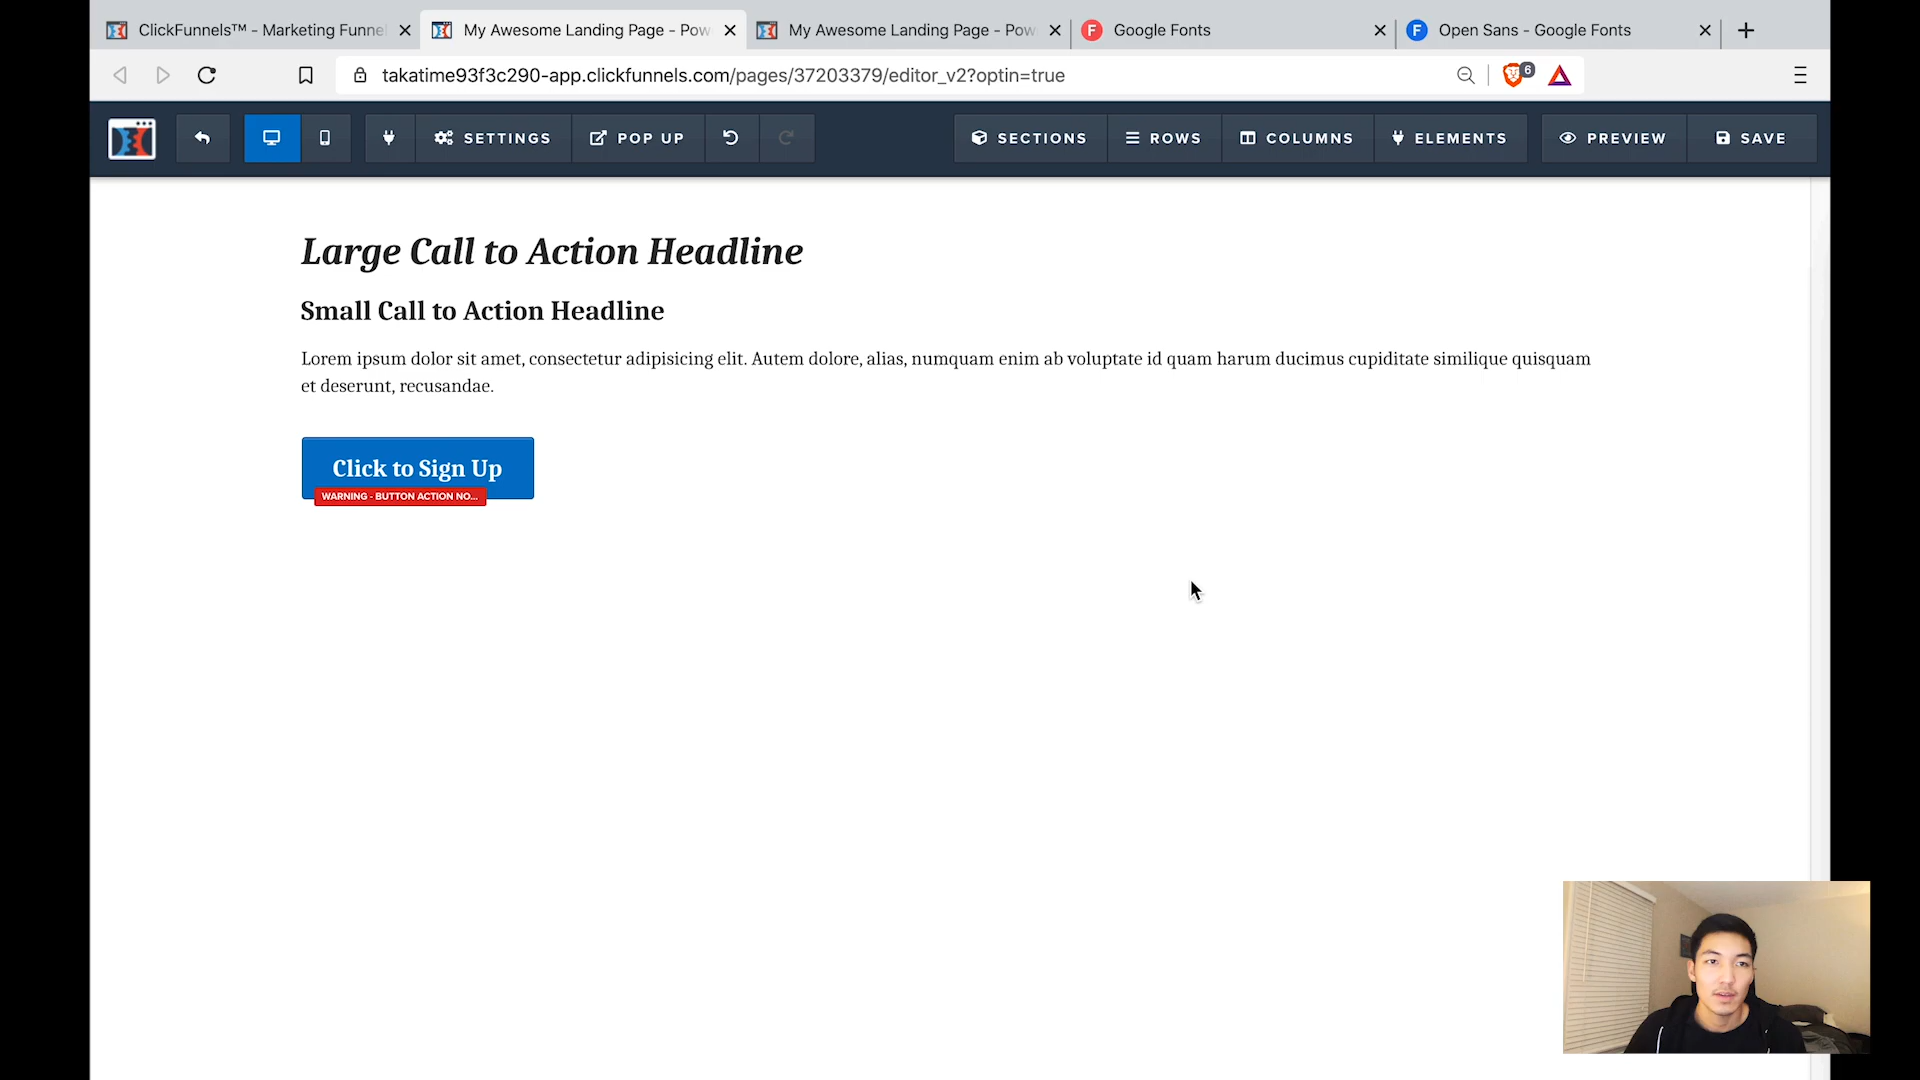 ClickFunnels™ - Marketing Funne
My Awesome Landing Page - Pow
My Awesome Landing Page - Pow
Google Fonts
Open Sans - Google Fonts
takatime93f3c290-app.clickfunnels.com/pages/37203379/editor_v2?optin=true
6
SETTINGS
POP UP
SECTIONS
ROWS
COLUMNS
ELEMENTS
PREVIEW
SAVE
Large Call to Action Headline
Small Call to Action Headline
Lorem ipsum dolor sit amet, consectetur adipisicing elit. Autem dolore, alias, numquam enim ab voluptate id quam harum ducimus cupiditate similique quisquam
et deserunt, recusandae.
Click to Sign Up
WARNING - BUTTON ACTION NO...